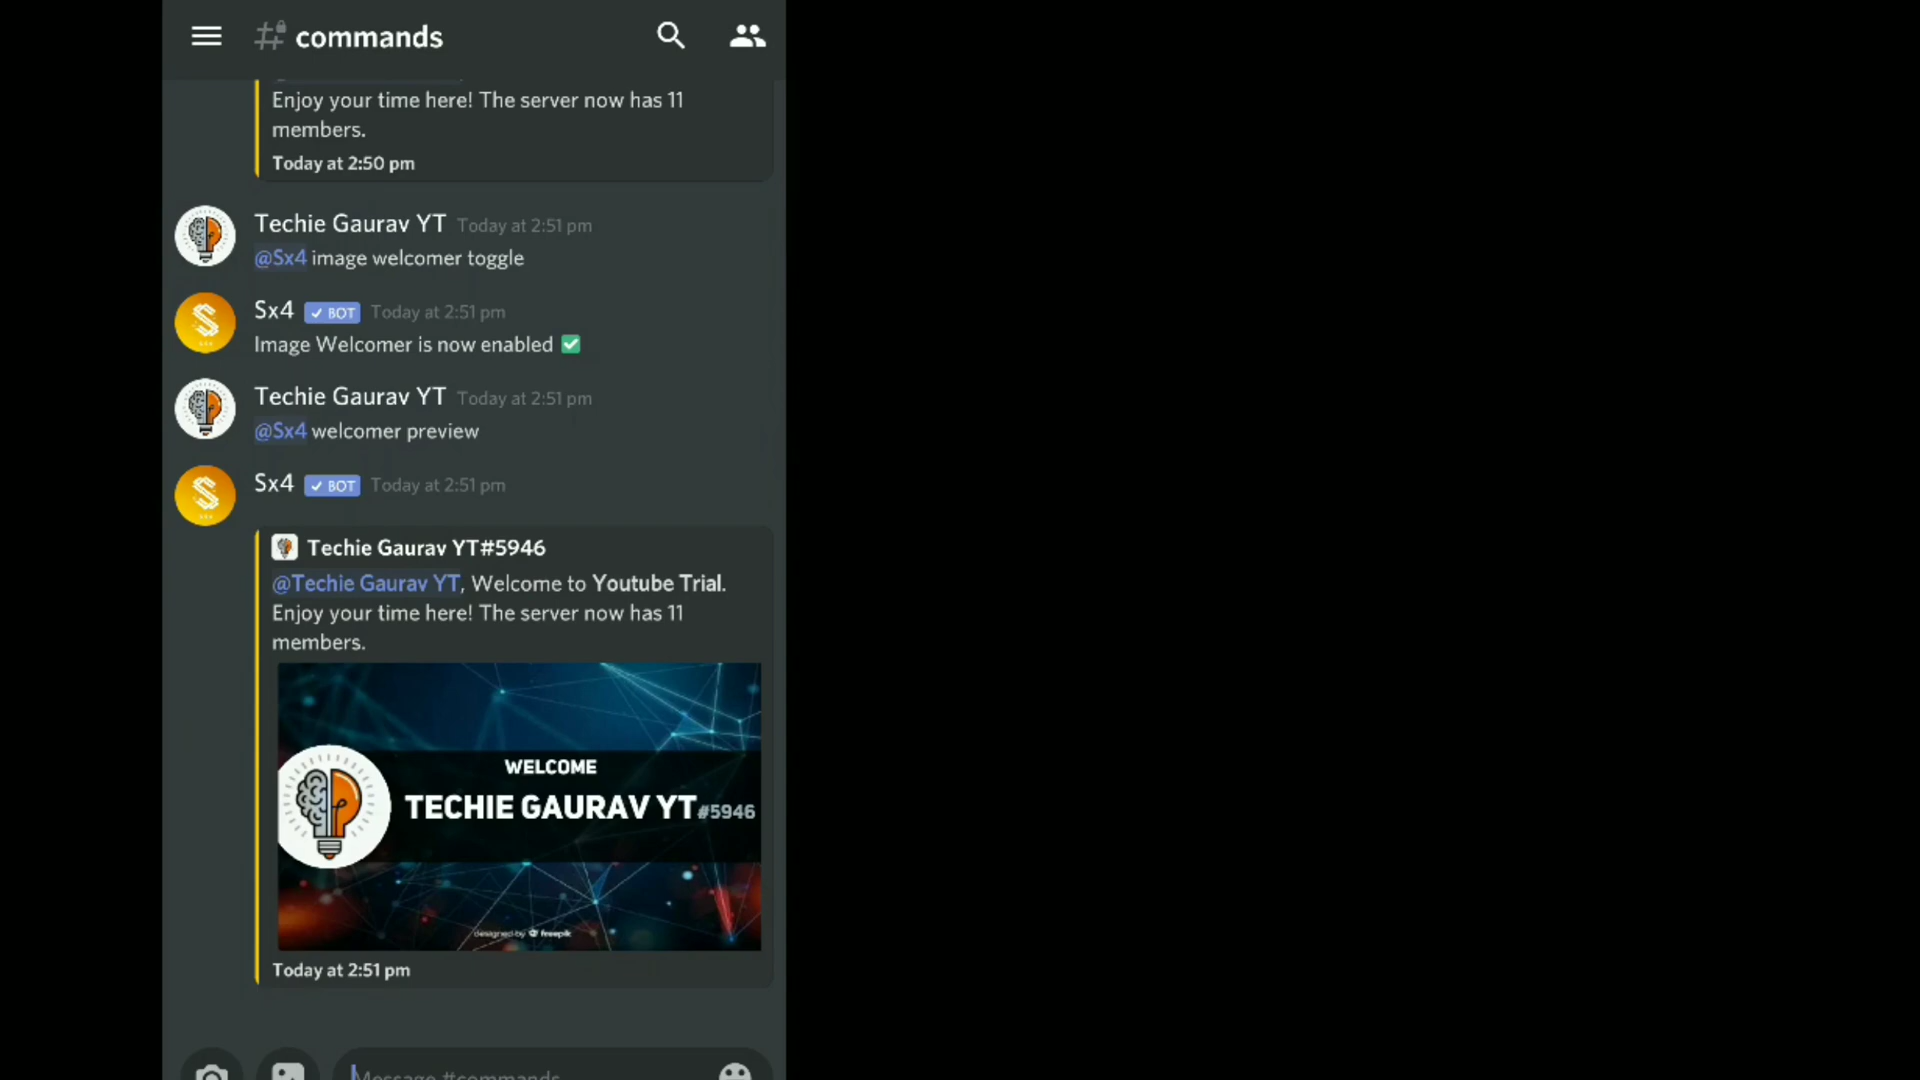 commands
Enjoy your time here! The server now has 11
members.
Today at 2:50 pm
Techie Gaurav YT Today at 2:51 pm
@Sx4 image welcomer toggle
Sx4 ✓ BOT Today at 2:51 pm
Image Welcomer is now enabled ✅
Techie Gaurav YT Today at 2:51 pm
@Sx4 welcomer preview
Sx4 ✓ BOT Today at 2:51 pm
Techie Gaurav YT#5946
@Techie Gaurav YT, Welcome to Youtube Trial.
Enjoy your time here! The server now has 11
members.
WELCOME
TECHIE GAURAV YT#5946
designed by freepik
Today at 2:51 pm
Message #commands